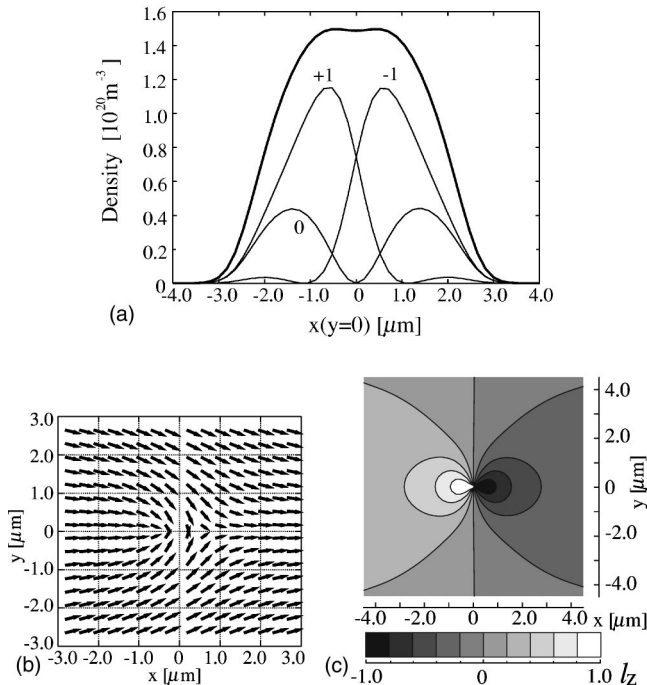 1.6
1.4
1.2
1.0
0.8
0.6
0.4
0.2
0
Density [10²⁰m⁻³]
+1
-1
0
-4.0 -3.0 -2.0 -1.0 0 1.0 2.0 3.0 4.0
(a)
x(y=0) [μm]
3.0
2.0
1.0
0
-1.0
-2.0
-3.0
y [μm]
-3.0 -2.0 -1.0 0 1.0 2.0 3.0
(b)
x [μm]
4.0
2.0
0
-2.0
-4.0
y [μm]
-4.0 -2.0 0 2.0 4.0 x [μm]
(c)
-1.0 0 1.0 lz